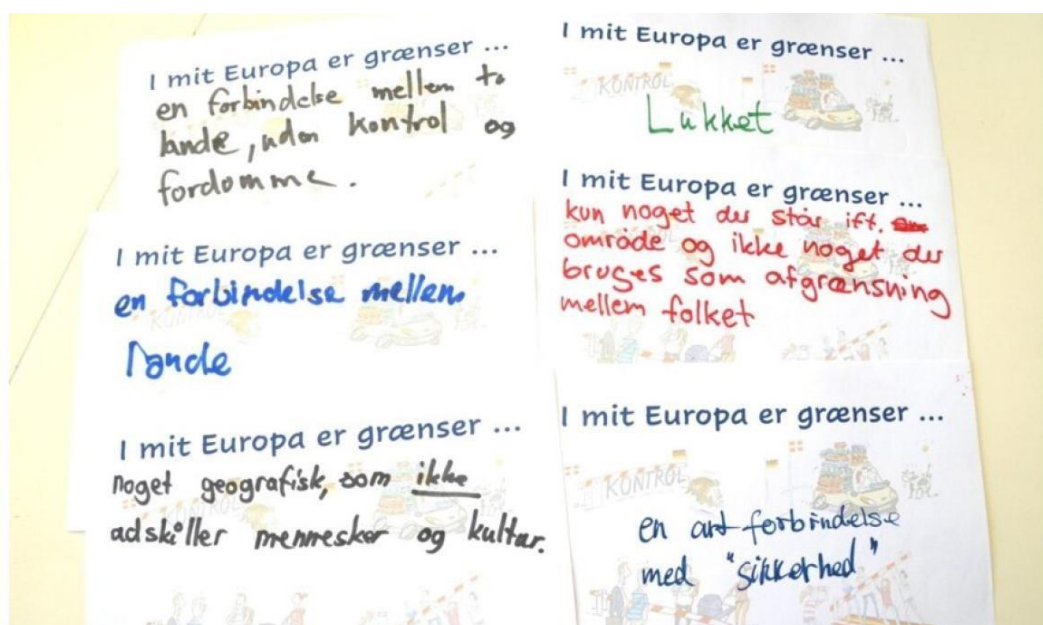 I mit Europa er grænser ...
en forbindelse mellem to
lande, uden kontrol og
fordomme.
I mit Europa er grænser ...
en forbindelse mellem
lande
I mit Europa er grænser ...
noget geografisk, som ikke
adskiller mennesker og kultur.
I mit Europa er grænser ...
KONTROL
Lukket
I mit Europa er grænser ...
kun noget der står ift.
område og ikke noget der
bruges som afgrænsning
mellem folket
I mit Europa er grænser ...
KONTROL
en art forbindelse
med "sikkerhed"